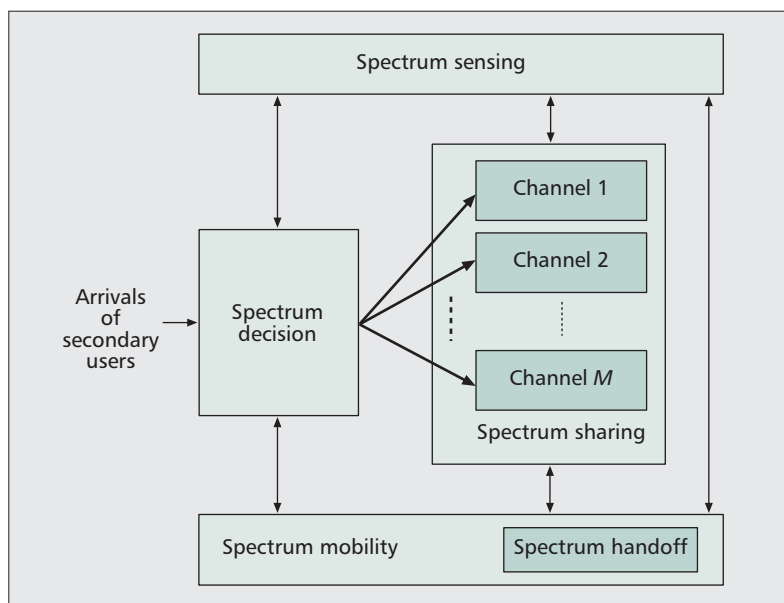 Spectrum sensing
Channel 1
Channel 2
Channel M
Spectrum sharing
Arrivals
of
secondary
users
Spectrum
decision
Spectrum mobility
Spectrum handoff